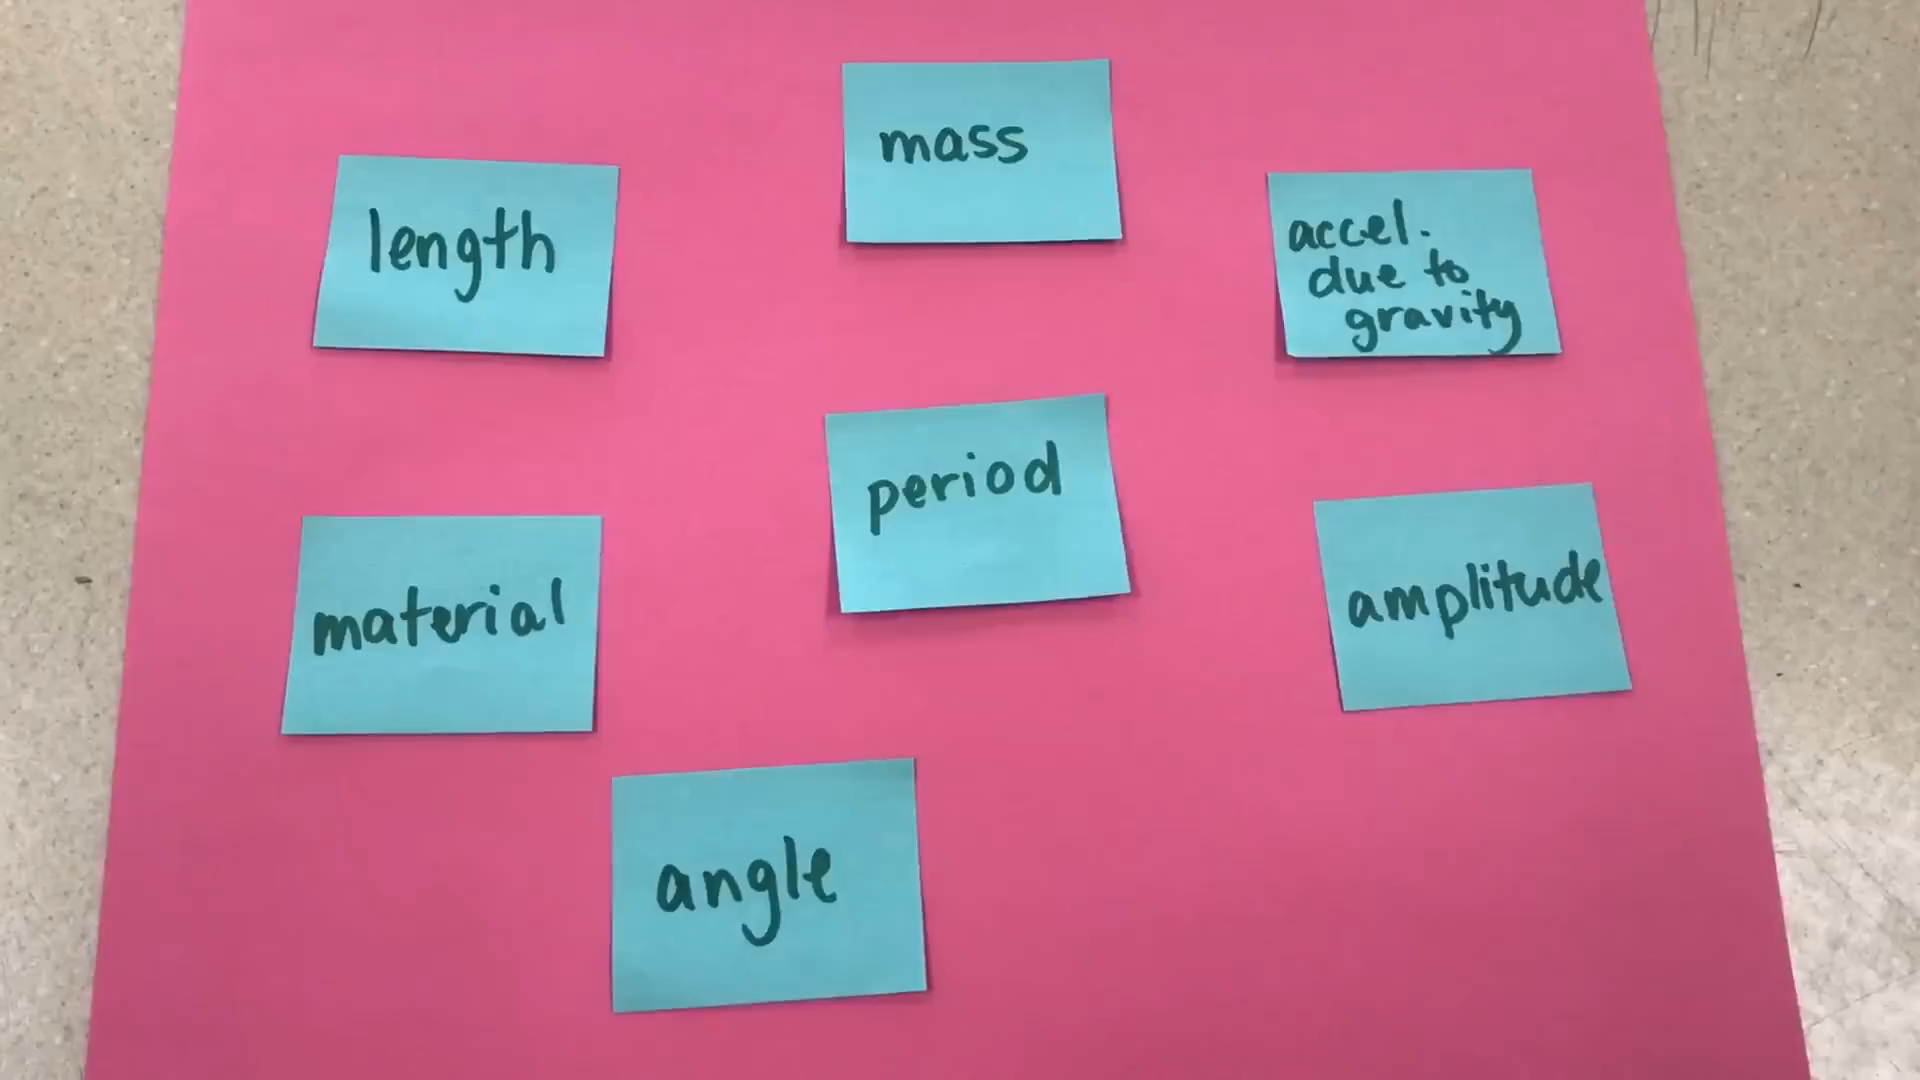 mass
length
accel.
due to
gravity
period
material
amplitude
angle